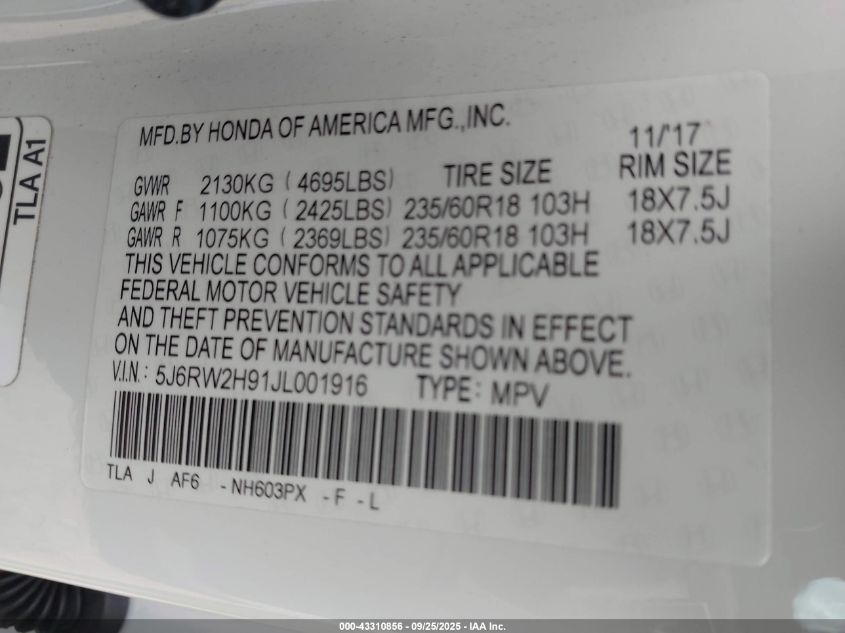 TLA A1
MFD.BY HONDA OF AMERICA MFG.,INC. 11/'17
GVWR 2130KG ( 4695LBS) TIRE SIZE RIM SIZE
GAWR F 1100KG ( 2425LBS) 235/60R18 103H 18X7.5J
GAWR R 1075KG ( 2369LBS) 235/60R18 103H 18X7.5J
THIS VEHICLE CONFORMS TO ALL APPLICABLE
FEDERAL MOTOR VEHICLE SAFETY
AND THEFT PREVENTION STANDARDS IN EFFECT
ON THE DATE OF MANUFACTURE SHOWN ABOVE.
V.I.N.: 5J6RW2H91JL001916 TYPE: MPV
TLA J AF6 -NH603PX -F -L
000-43310856 - 09/25/2025 - IAA Inc.